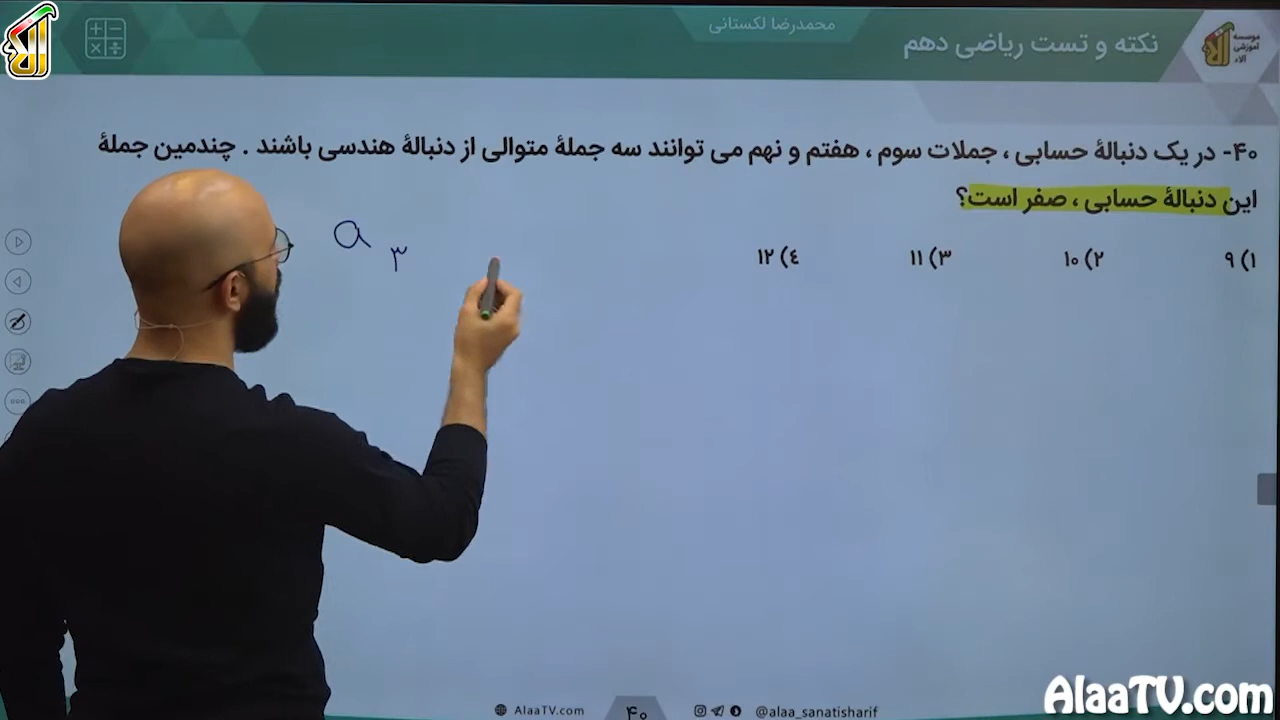 محمدرضا لکستانی
نکته و تست ریاضی دهم
موسسه
آموزشی
آلاء
۴۰- در یک دنبالهٔ حسابی ، جملات سوم ، هفتم و نهم می توانند سه جملهٔ متوالی از دنبالهٔ هندسی باشند . چندمین جملهٔ
این دنبالهٔ حسابی ، صفر است؟
۱) ۹
۲) ۱۰
۳) ۱۱
۴) ۱۲
a ۳
AlaaTV.com
۴۰
@alaa_sanatisharif
AlaaTV.com